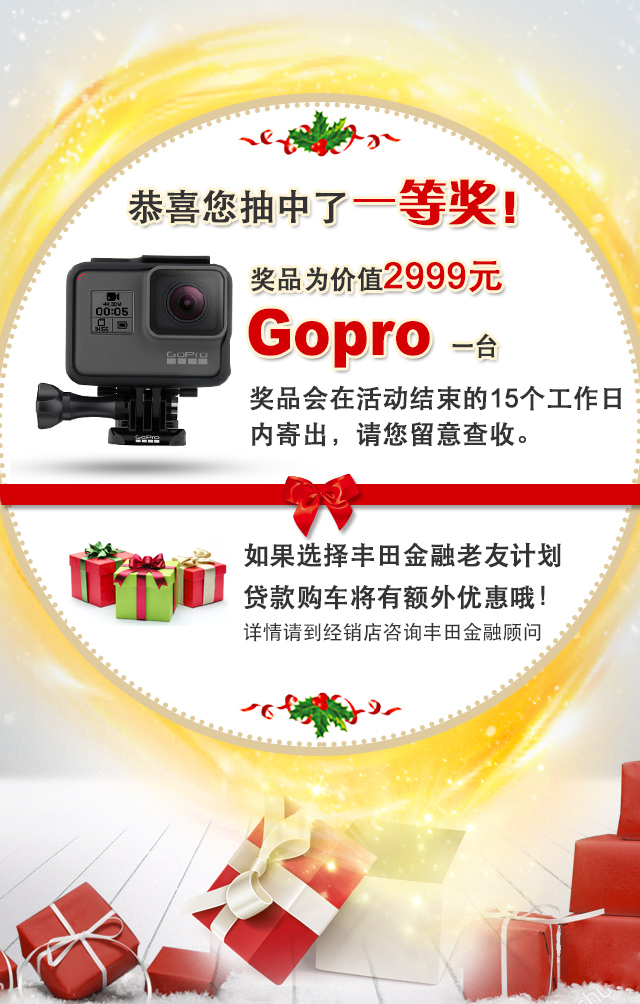 恭喜您抽中了一等奖!
奖品为价值2999元
Gopro 一台
奖品会在活动结束的15个工作日
内寄出，请您留意查收。
00:05
GoPro
GoPro
如果选择丰田金融老友计划
贷款购车将有额外优惠哦!
详情请到经销店咨询丰田金融顾问